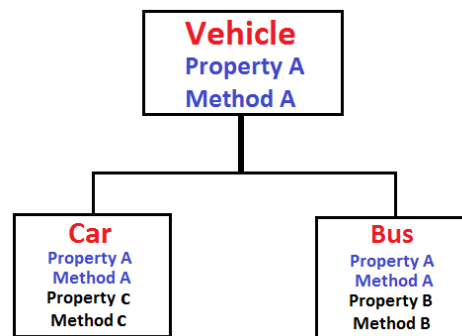 Vehicle
Property A
Method A
Car
Property A
Method A
Property C
Method C
Bus
Property A
Method A
Property B
Method B